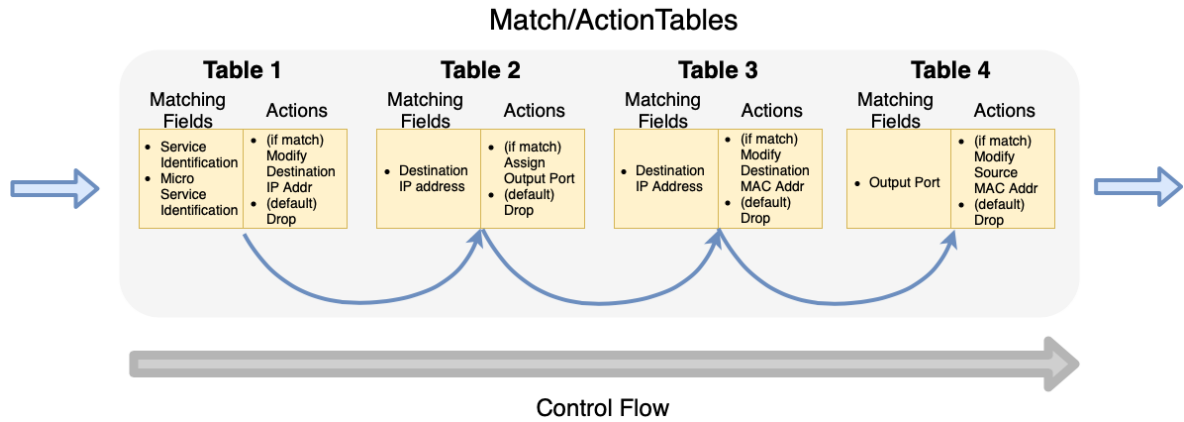 Match/ActionTables
Table 1
Matching
Fields
Actions
• Service
Identification
• Micro
Service
Identification
• (if match)
Modify
Destination
IP Addr
• (default)
Drop
Table 2
Matching
Fields
Actions
• Destination
IP address
• (if match)
Assign
Output Port
• (default)
Drop
Table 3
Matching
Fields
Actions
• Destination
IP Address
• (if match)
Modify
Destination
MAC Addr
• (default)
Drop
Table 4
Matching
Fields
Actions
• Output Port
• (if match)
Modify
Source
MAC Addr
• (default)
Drop
Control Flow